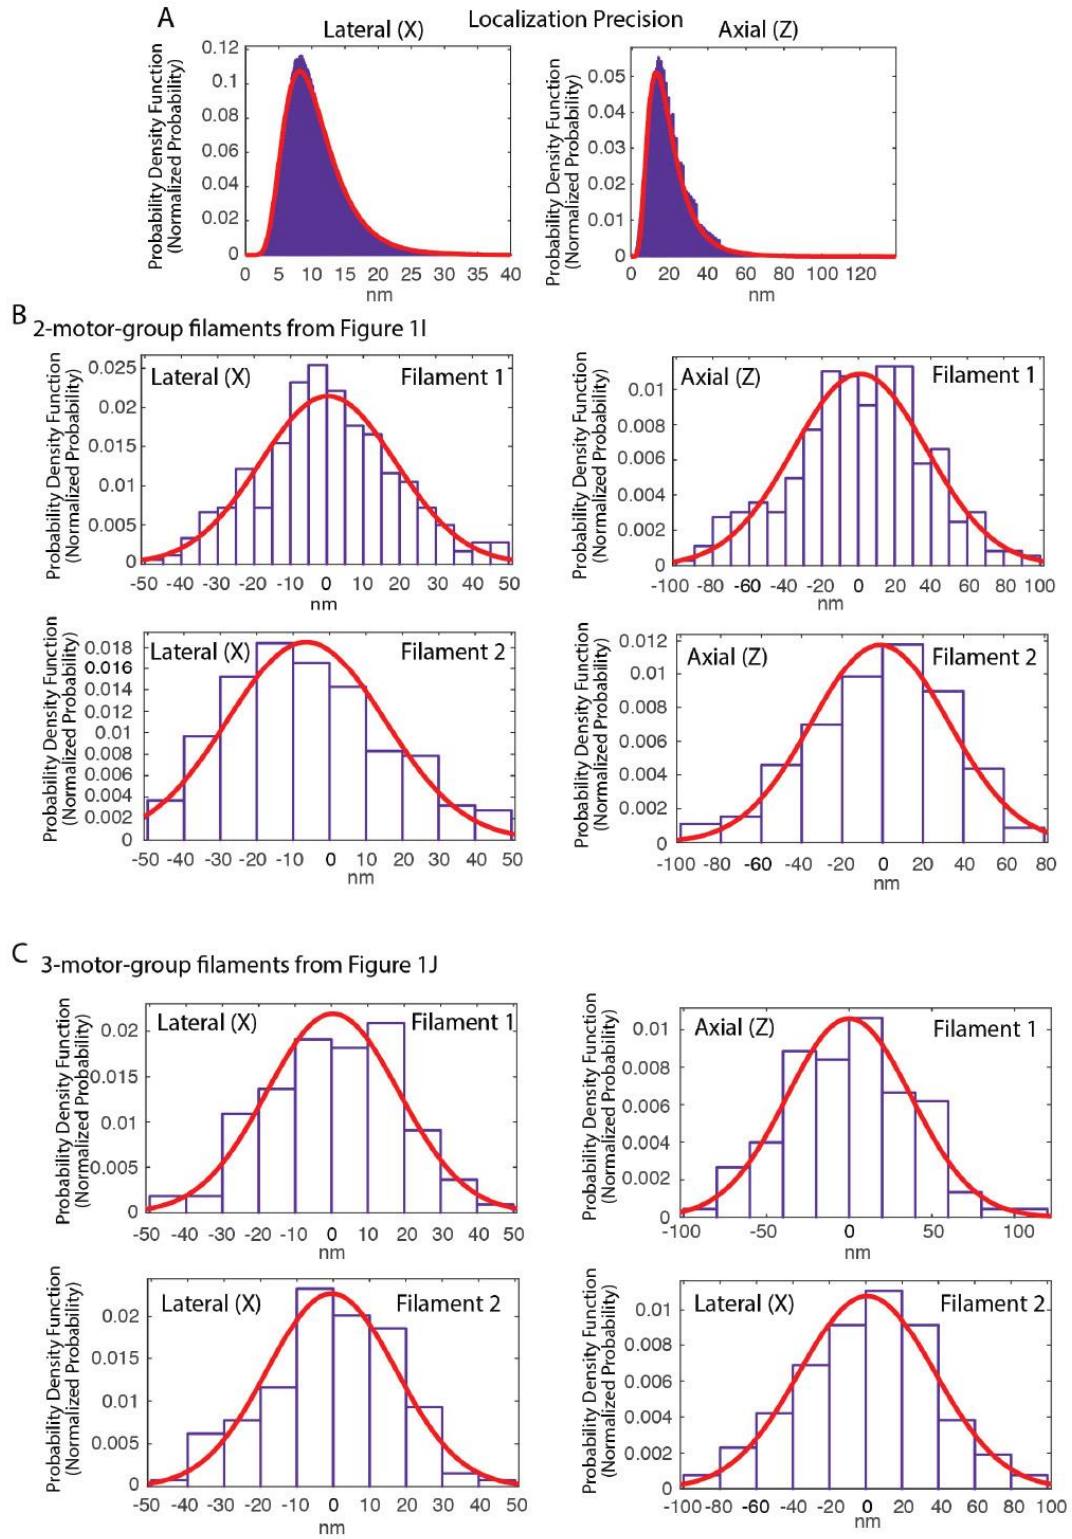 A
Localization Precision
Lateral (X)
Axial (Z)
Probability Density Function
(Normalized Probability)
0.12
0.1
0.08
0.06
0.04
0.02
0
0 5 10 15 20 25 30 35 40
nm
Probability Density Function
(Normalized Probability)
0.05
0.04
0.03
0.02
0.01
0
0 20 40 60 80 100 120
nm
B
2-motor-group filaments from Figure 1I
Probability Density Function
(Normalized Probability)
Lateral (X)
Filament 1
0.025
0.02
0.015
0.01
0.005
0
-50 -40 -30 -20 -10 0 10 20 30 40 50
nm
Probability Density Function
(Normalized Probability)
Axial (Z)
Filament 1
0.01
0.008
0.006
0.004
0.002
0
-100 -80 -60 -40 -20 0 20 40 60 80 100
nm
Probability Density Function
(Normalized Probability)
Lateral (X)
Filament 2
0.018
0.016
0.014
0.012
0.01
0.008
0.006
0.004
0.002
0
-50 -40 -30 -20 -10 0 10 20 30 40 50
nm
Probability Density Function
(Normalized Probability)
Axial (Z)
Filament 2
0.012
0.01
0.008
0.006
0.004
0.002
0
-100 -80 -60 -40 -20 0 20 40 60 80
nm
C
3-motor-group filaments from Figure 1J
Probability Density Function
(Normalized Probability)
Lateral (X)
Filament 1
0.02
0.015
0.01
0.005
0
-50 -40 -30 -20 -10 0 10 20 30 40 50
nm
Probability Density Function
(Normalized Probability)
Axial (Z)
Filament 1
0.01
0.008
0.006
0.004
0.002
0
-100 -50 0 50 100
nm
Probability Density Function
(Normalized Probability)
Lateral (X)
Filament 2
0.02
0.015
0.01
0.005
0
-50 -40 -30 -20 -10 0 10 20 30 40 50
nm
Probability Density Function
(Normalized Probability)
Lateral (X)
Filament 2
0.01
0.008
0.006
0.004
0.002
0
-100 -80 -60 -40 -20 0 20 40 60 80 100
nm